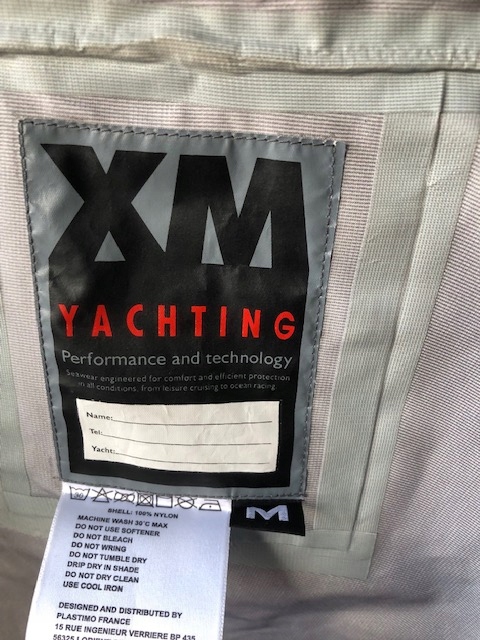 XM
YACHTING
Performance and technology
Seawear engineered for comfort and efficient protection
in all conditions, from leisure cruising to ocean racing.
Name:
Tel:
Yacht:
M
30
SHELL: 100% NYLON
MACHINE WASH 30°C MAX
DO NOT USE SOFTENER
DO NOT BLEACH
DO NOT WRING
DO NOT TUMBLE DRY
DRIP DRY IN SHADE
DO NOT DRY CLEAN
USE COOL IRON
DESIGNED AND DISTRIBUTED BY
PLASTIMO FRANCE
15 RUE INGENIEUR VERRIERE BP 435
56325